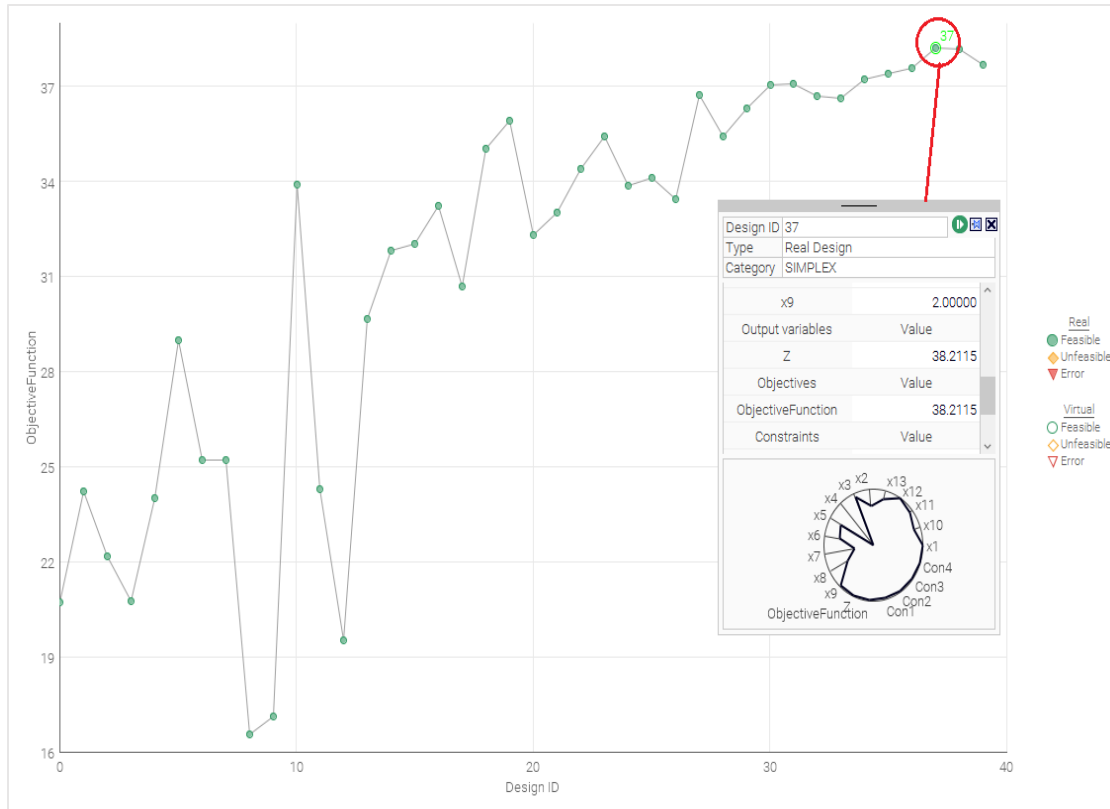 37
37
34
31
28
25
22
19
16
0
10
20
30
40
ObjectiveFunction
Design ID
Design ID 37
Type Real Design
Category SIMPLEX
x9 2.00000
Output variables Value
Z 38.2115
Objectives Value
ObjectiveFunction 38.2115
Constraints Value
x2
x13
x3
x12
x4
x11
x5
x10
x6
x1
x7
Con4
x8
Con3
x9
Con2
Z
Con1
ObjectiveFunction
Real
Feasible
Unfeasible
Error
Virtual
Feasible
Unfeasible
Error